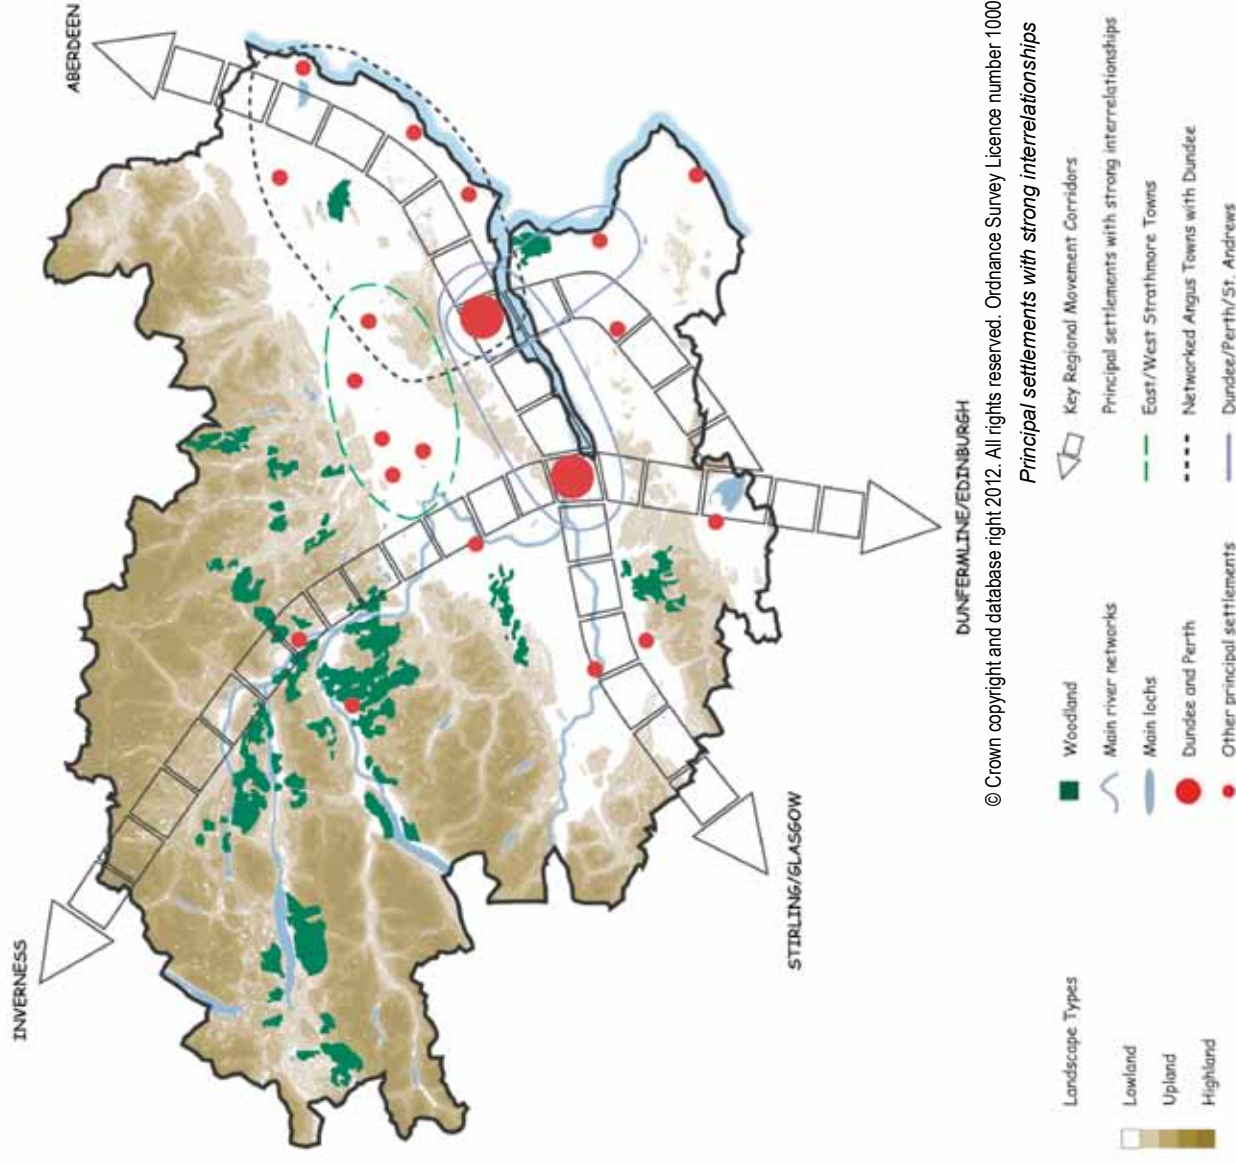 INVERNESS
ABERDEEN
STIRLING/GLASGOW
DUNFERMLINE/EDINBURGH
© Crown copyright and database right 2012. All rights reserved. Ordnance Survey Licence number 1000
Principal settlements with strong interrelationships
Landscape Types
Lowland
Upland
Highland
Woodland
Main river networks
Main lochs
Dundee and Perth
Other principal settlements
Key Regional Movement Corridors
Principal settlements with strong interrelationships
East/West Strathmore Towns
Networked Angus Towns with Dundee
Dundee/Perth/St. Andrews